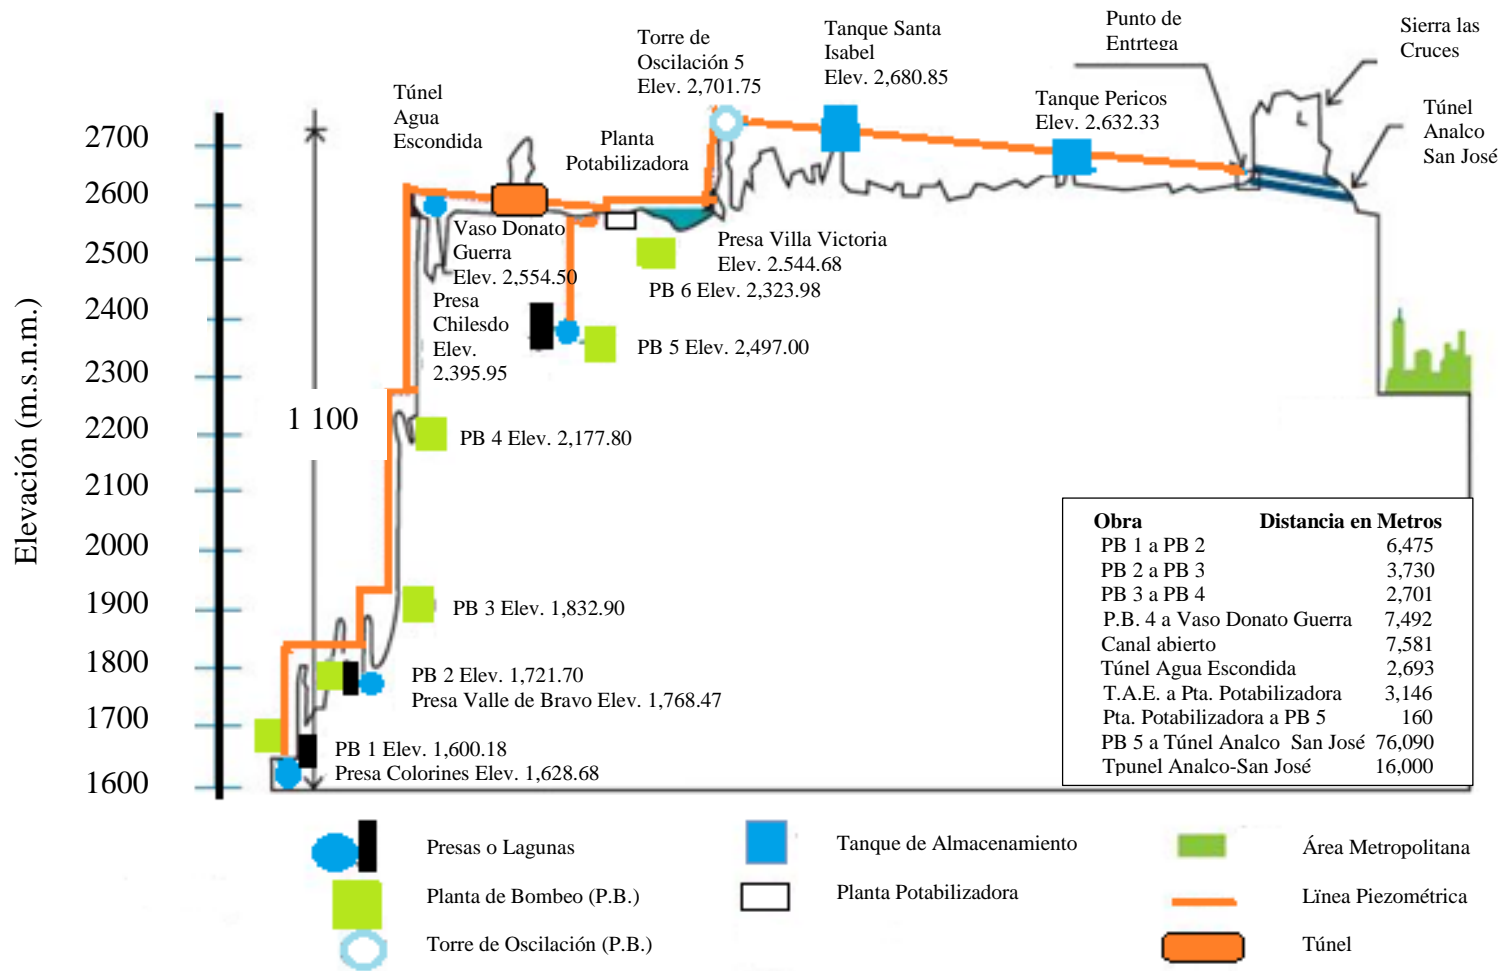 Torre de
Oscilación 5
Elev. 2,701.75
Tanque Santa
Isabel
Elev. 2,680.85
Punto de
Entrtega
Sierra las
Cruces
Túnel
Agua
Escondida
Planta
Potabilizadora
Tanque Pericos
Elev. 2,632.33
Túnel
Analco
San José
Elevación (m.s.n.m.)
2700
2600
2500
2400
2300
2200
2100
2000
1900
1800
1700
1600
1 100
Vaso Donato
Guerra
Elev. 2,554.50
Presa
Chilesdo
Elev.
2,395.95
Presa Villa Victoria
Elev. 2.544.68
PB 6 Elev. 2,323.98
PB 5 Elev. 2,497.00
PB 4 Elev. 2,177.80
PB 3 Elev. 1,832.90
PB 2 Elev. 1,721.70
Presa Valle de Bravo Elev. 1,768.47
PB 1 Elev. 1,600.18
Presa Colorines Elev. 1,628.68
Obra Distancia en Metros
PB 1 a PB 2 6,475
PB 2 a PB 3 3,730
PB 3 a PB 4 2,701
P.B. 4 a Vaso Donato Guerra 7,492
Canal abierto 7,581
Túnel Agua Escondida 2,693
T.A.E. a Pta. Potabilizadora 3,146
Pta. Potabilizadora a PB 5 160
PB 5 a Túnel Analco San José 76,090
Tpunel Analco-San José 16,000
Presas o Lagunas
Tanque de Almacenamiento
Área Metropolitana
Planta de Bombeo (P.B.)
Planta Potabilizadora
Lïnea Piezométrica
Torre de Oscilación (P.B.)
Túnel